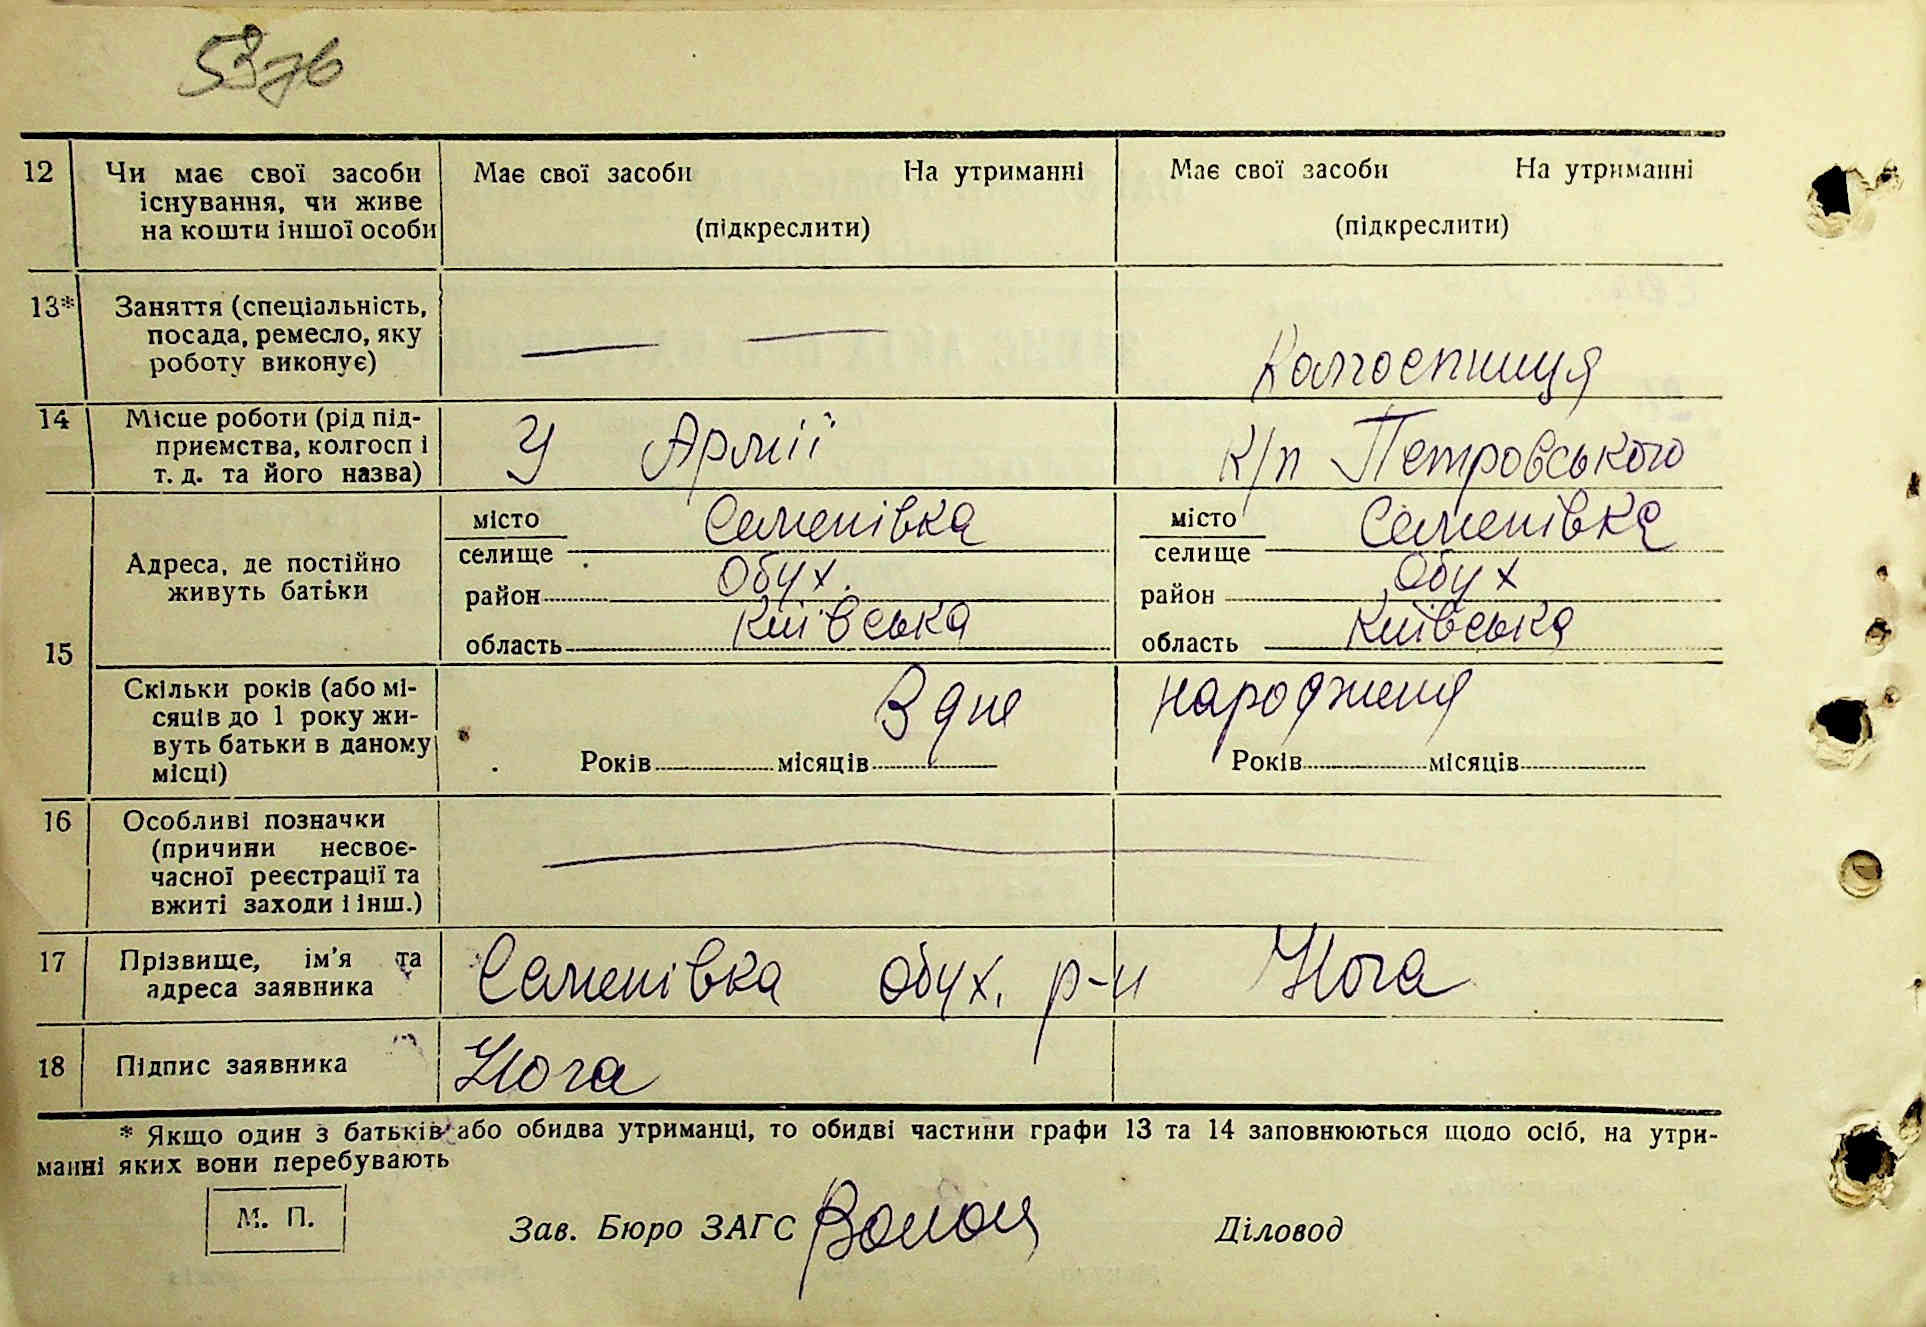 12 Чи має свої засоби існування, чи живе на кошти іншої особи
Має свої засоби На утриманні
(підкреслити)
Має свої засоби На утриманні
(підкреслити)
13* Заняття (спеціальність, посада, ремесло, яку роботу виконує)
— —
Колгоспниця
14 Місце роботи (рід підприємства, колгосп і т. д. та його назва)
У Армії
К/п Петровського
15 Адреса, де постійно живуть батьки
місто Семенівка
селище
район Обух.
область Київська
місто Семенівка
селище
район Обух
область Київська
Скільки років (або місяців до 1 року живуть батьки в даному місці)
З дне народженя
Років місяців
Років місяців
16 Особливі позначки (причини несвоєчасної реєстрації та вжиті заходи і інш.)
—
17 Прізвище, ім'я та адреса заявника
Семенівка Обух. р-н Нога
18 Підпис заявника
Нога
* Якщо один з батьків або обидва утриманці, то обидві частини графи 13 та 14 заповнюються щодо осіб, на утри-
манні яких вони перебувають
М. П.
Зав. Бюро ЗАГС
Діловод